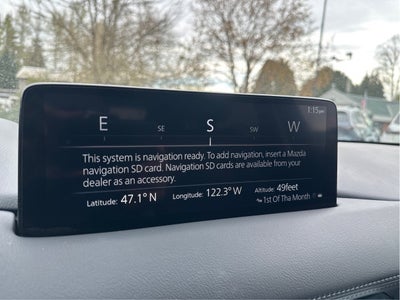 1:15pm
E SE S SW W
This system is navigation ready. To add navigation, insert a Mazda
navigation SD card. Navigation SD cards are available from your
dealer as an accessory.
Latitude: 47.1° N Longitude: 122.3° W Altitude: 49feet
1st Of Tha Month